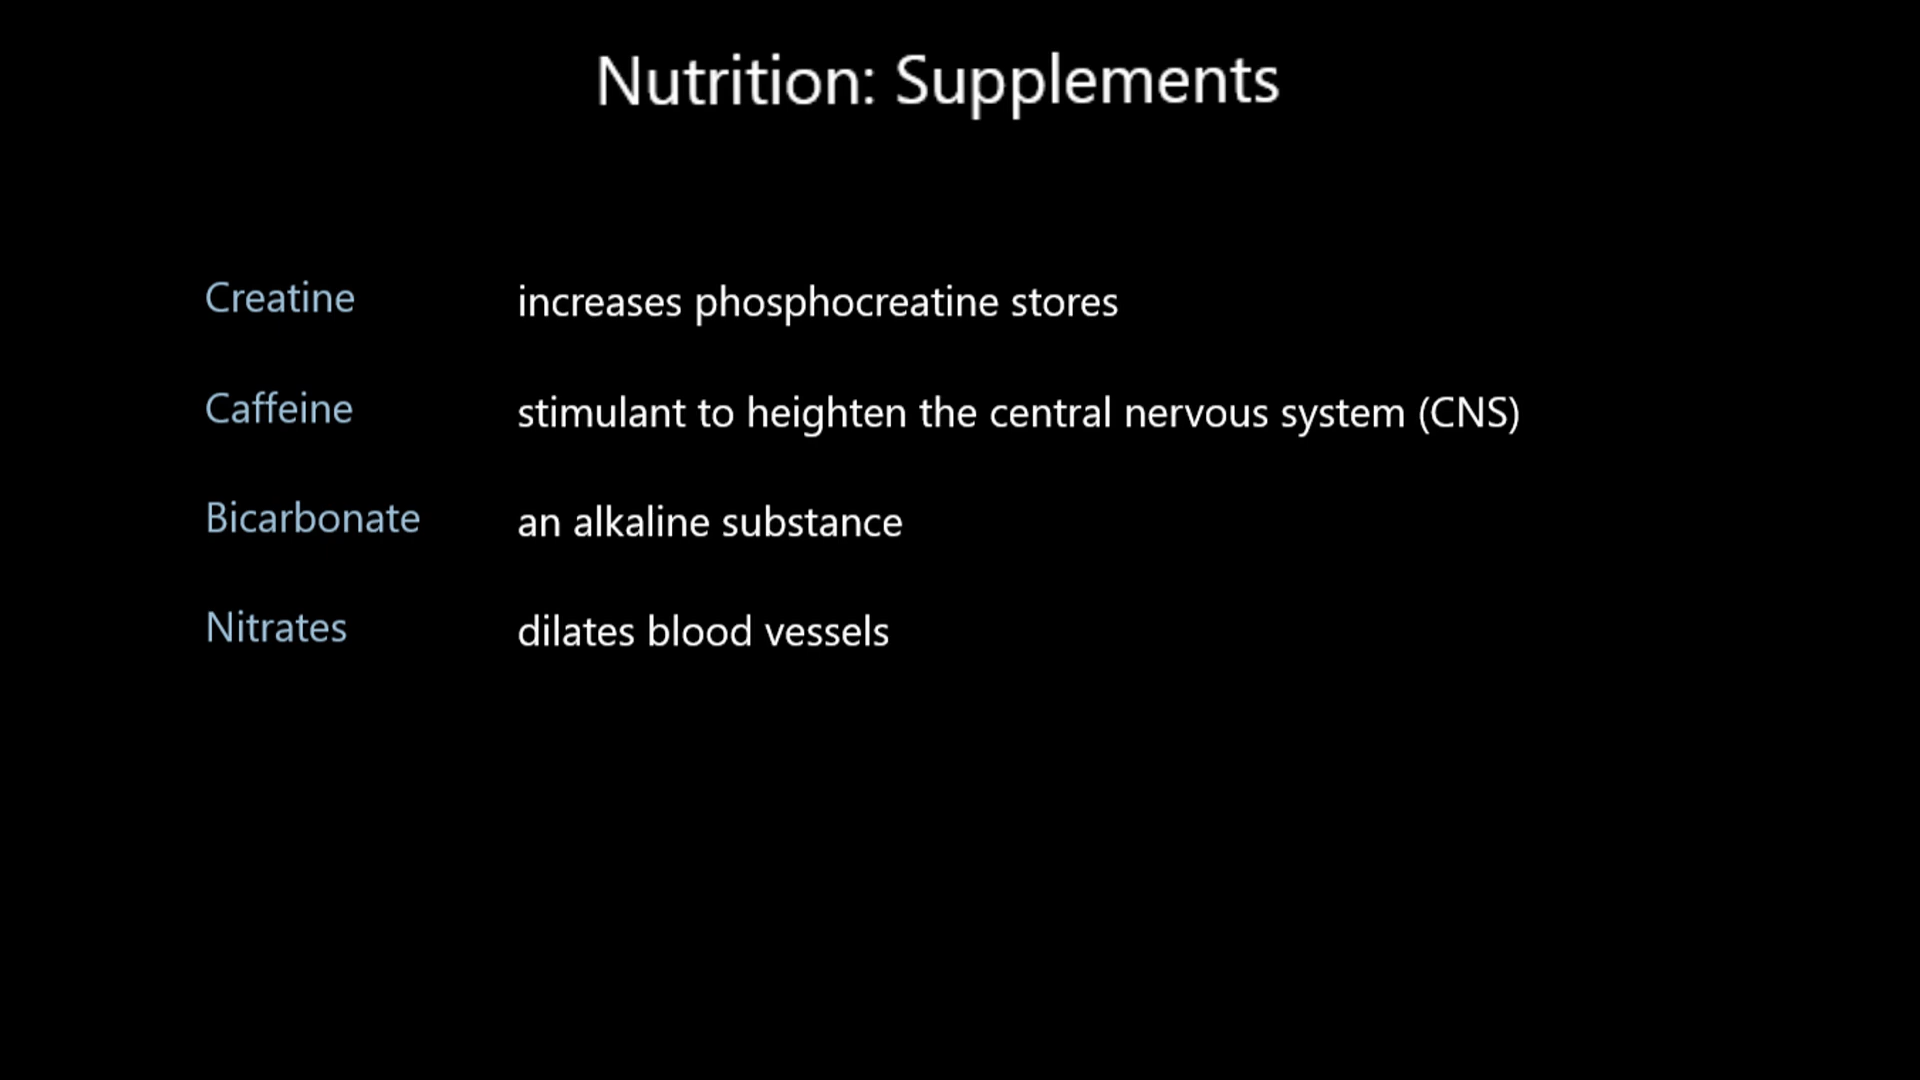 Nutrition: Supplements
Creatine increases phosphocreatine stores
Caffeine stimulant to heighten the central nervous system (CNS)
Bicarbonate an alkaline substance
Nitrates dilates blood vessels